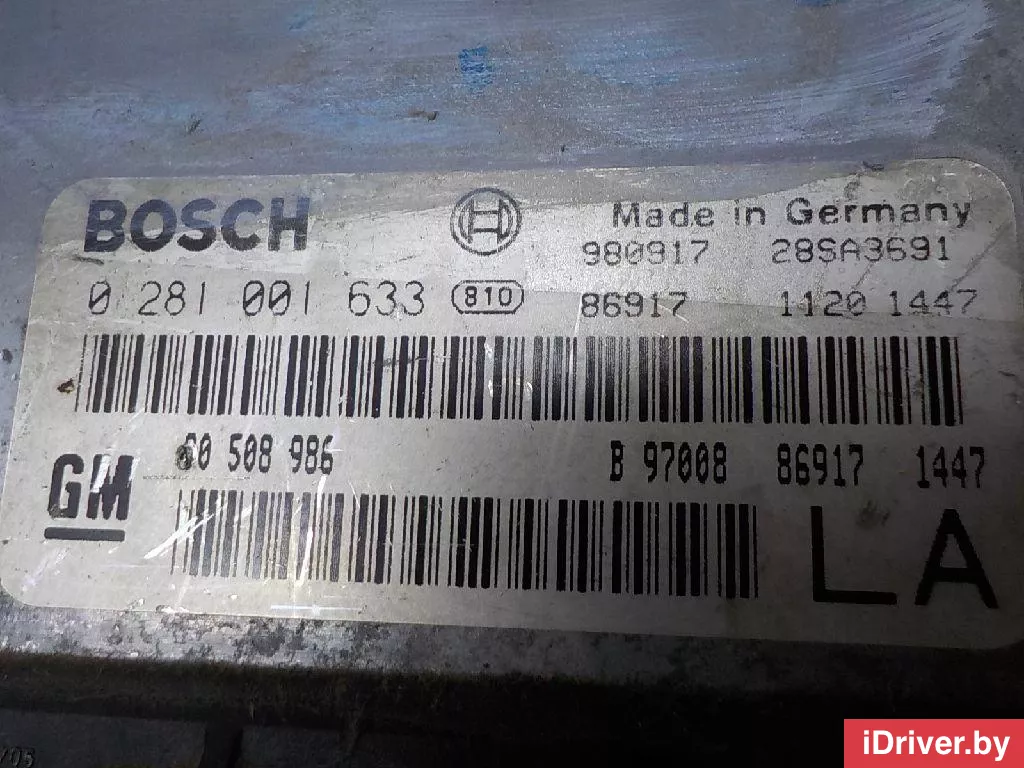 BOSCH
Made in Germany
980917 28SA3691
0 281 001 633 810 86917 1120 1447
GM 508 986 B 97008 86917 1447
LA
iDriver.by